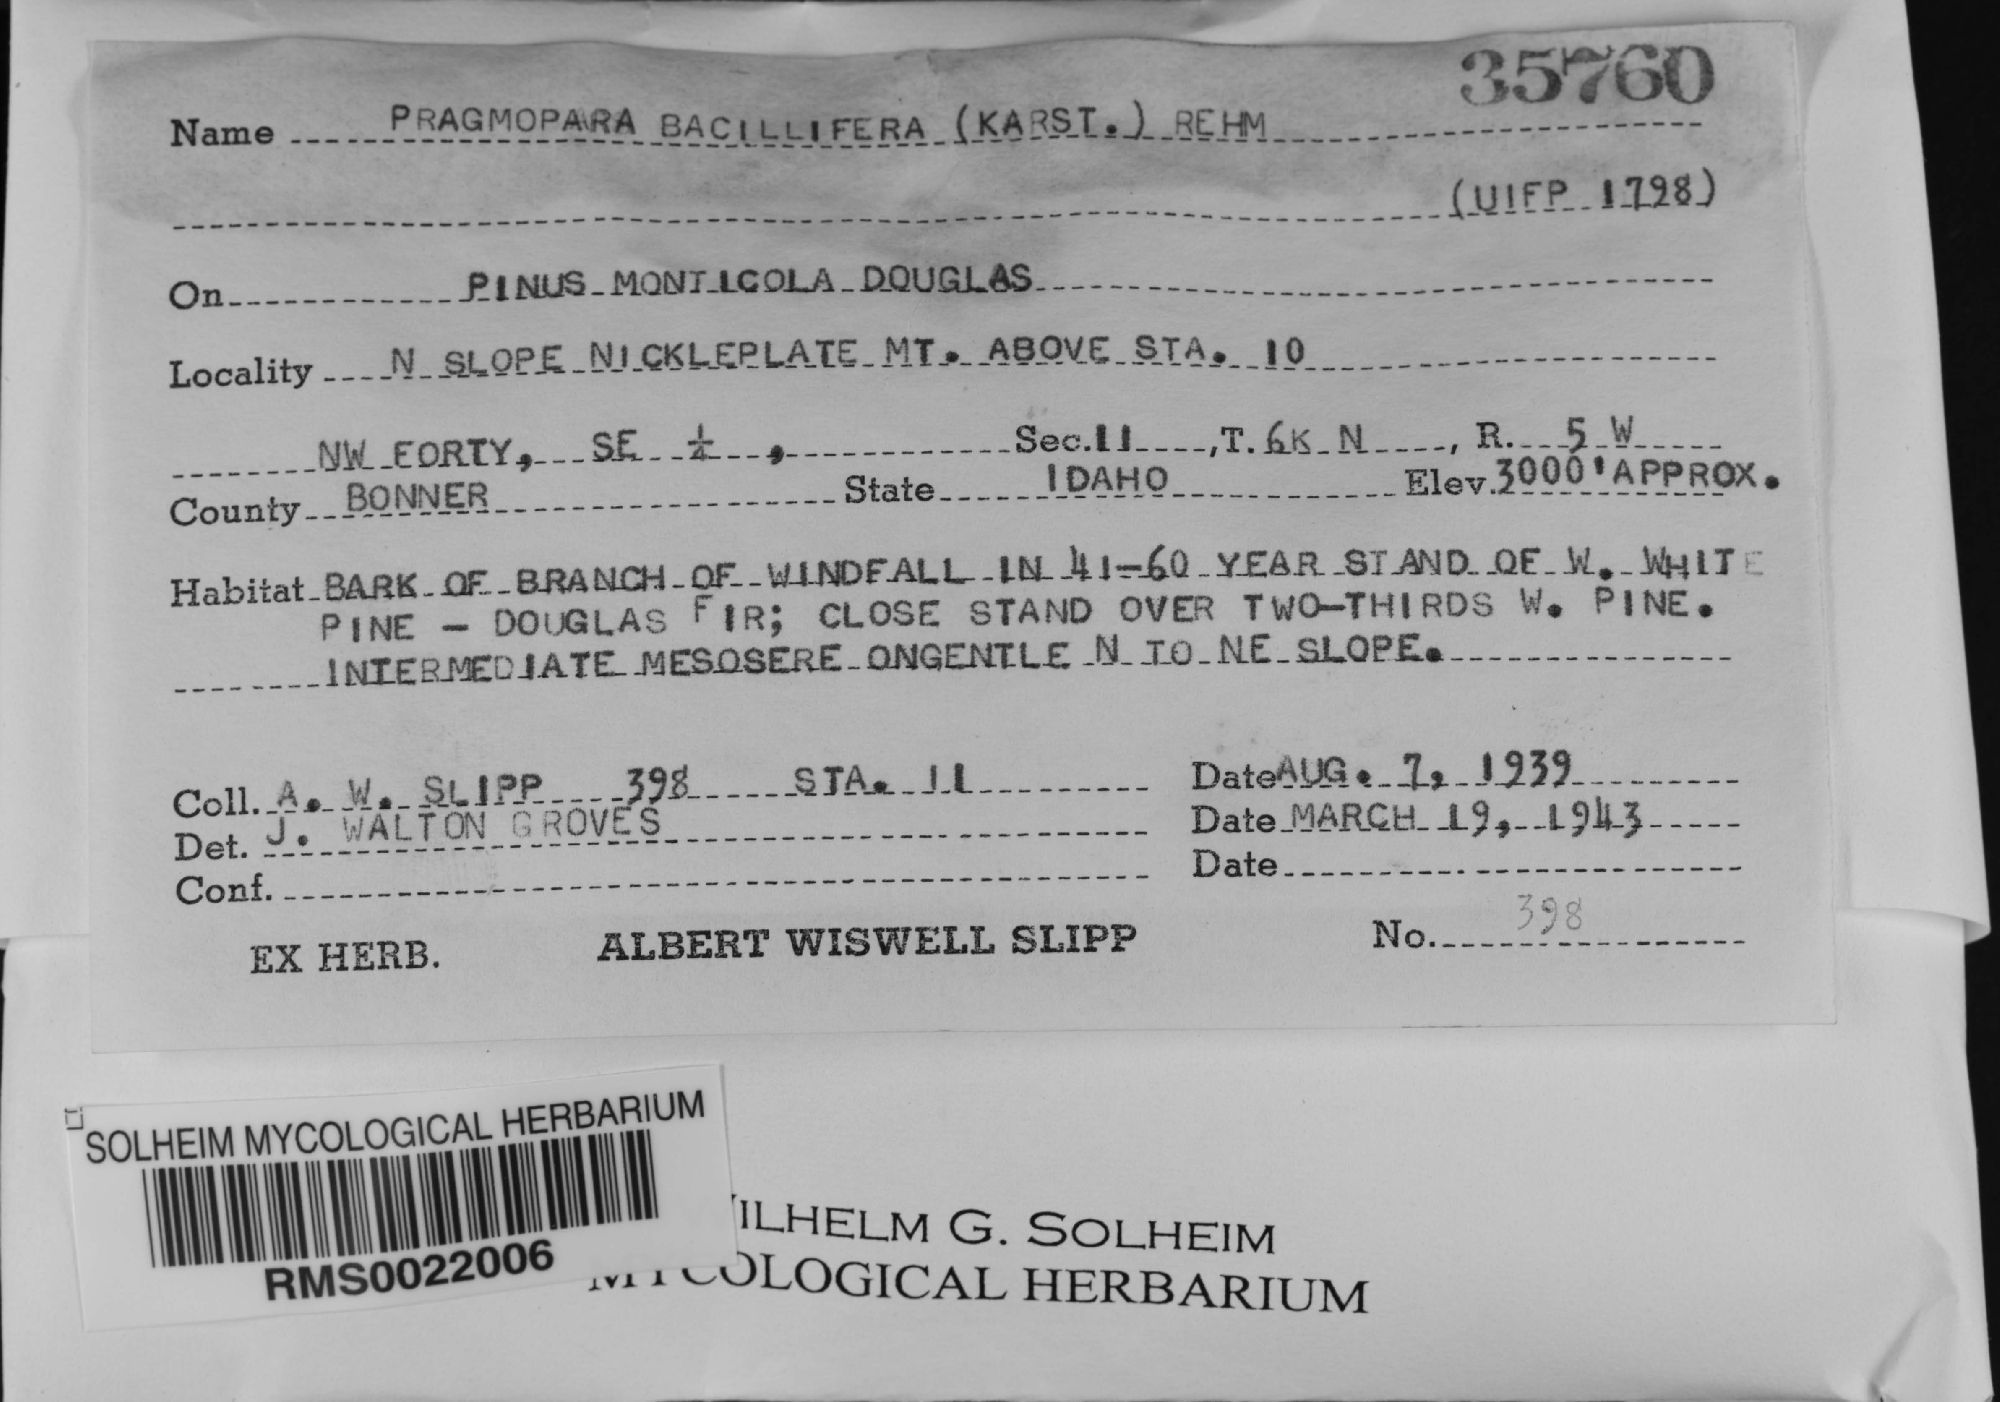 35760
Name PRAGMOPARA BACILLIFERA (KARST.) REHM
(UIFP 1798)
On PINUS MONTICOLA DOUGLAS
Locality N SLOPE NICKLEPLATE MT. ABOVE STA. 10
NW FORTY, SE ¼, Sec. 11, T. 6K N, R. 5 W
County BONNER State IDAHO Elev. 3000' APPROX.
Habitat BARK OF BRANCH OF WINDFALL IN 41-60 YEAR STAND OF W. WHITE
PINE - DOUGLAS FIR; CLOSE STAND OVER TWO-THIRDS W. PINE.
INTERMEDIATE MESOSERE ONGENTLE N TO NE SLOPE.
Coll. A. W. SLIPP 398 STA. 11 Date AUG. 7, 1939
Det. J. WALTON GROVES Date MARCH 19, 1943
Conf. Date
EX HERB. ALBERT WISWELL SLIPP No. 398
SOLHEIM MYCOLOGICAL HERBARIUM
RMS0022006
ILHELM G. SOLHEIM
MYCOLOGICAL HERBARIUM